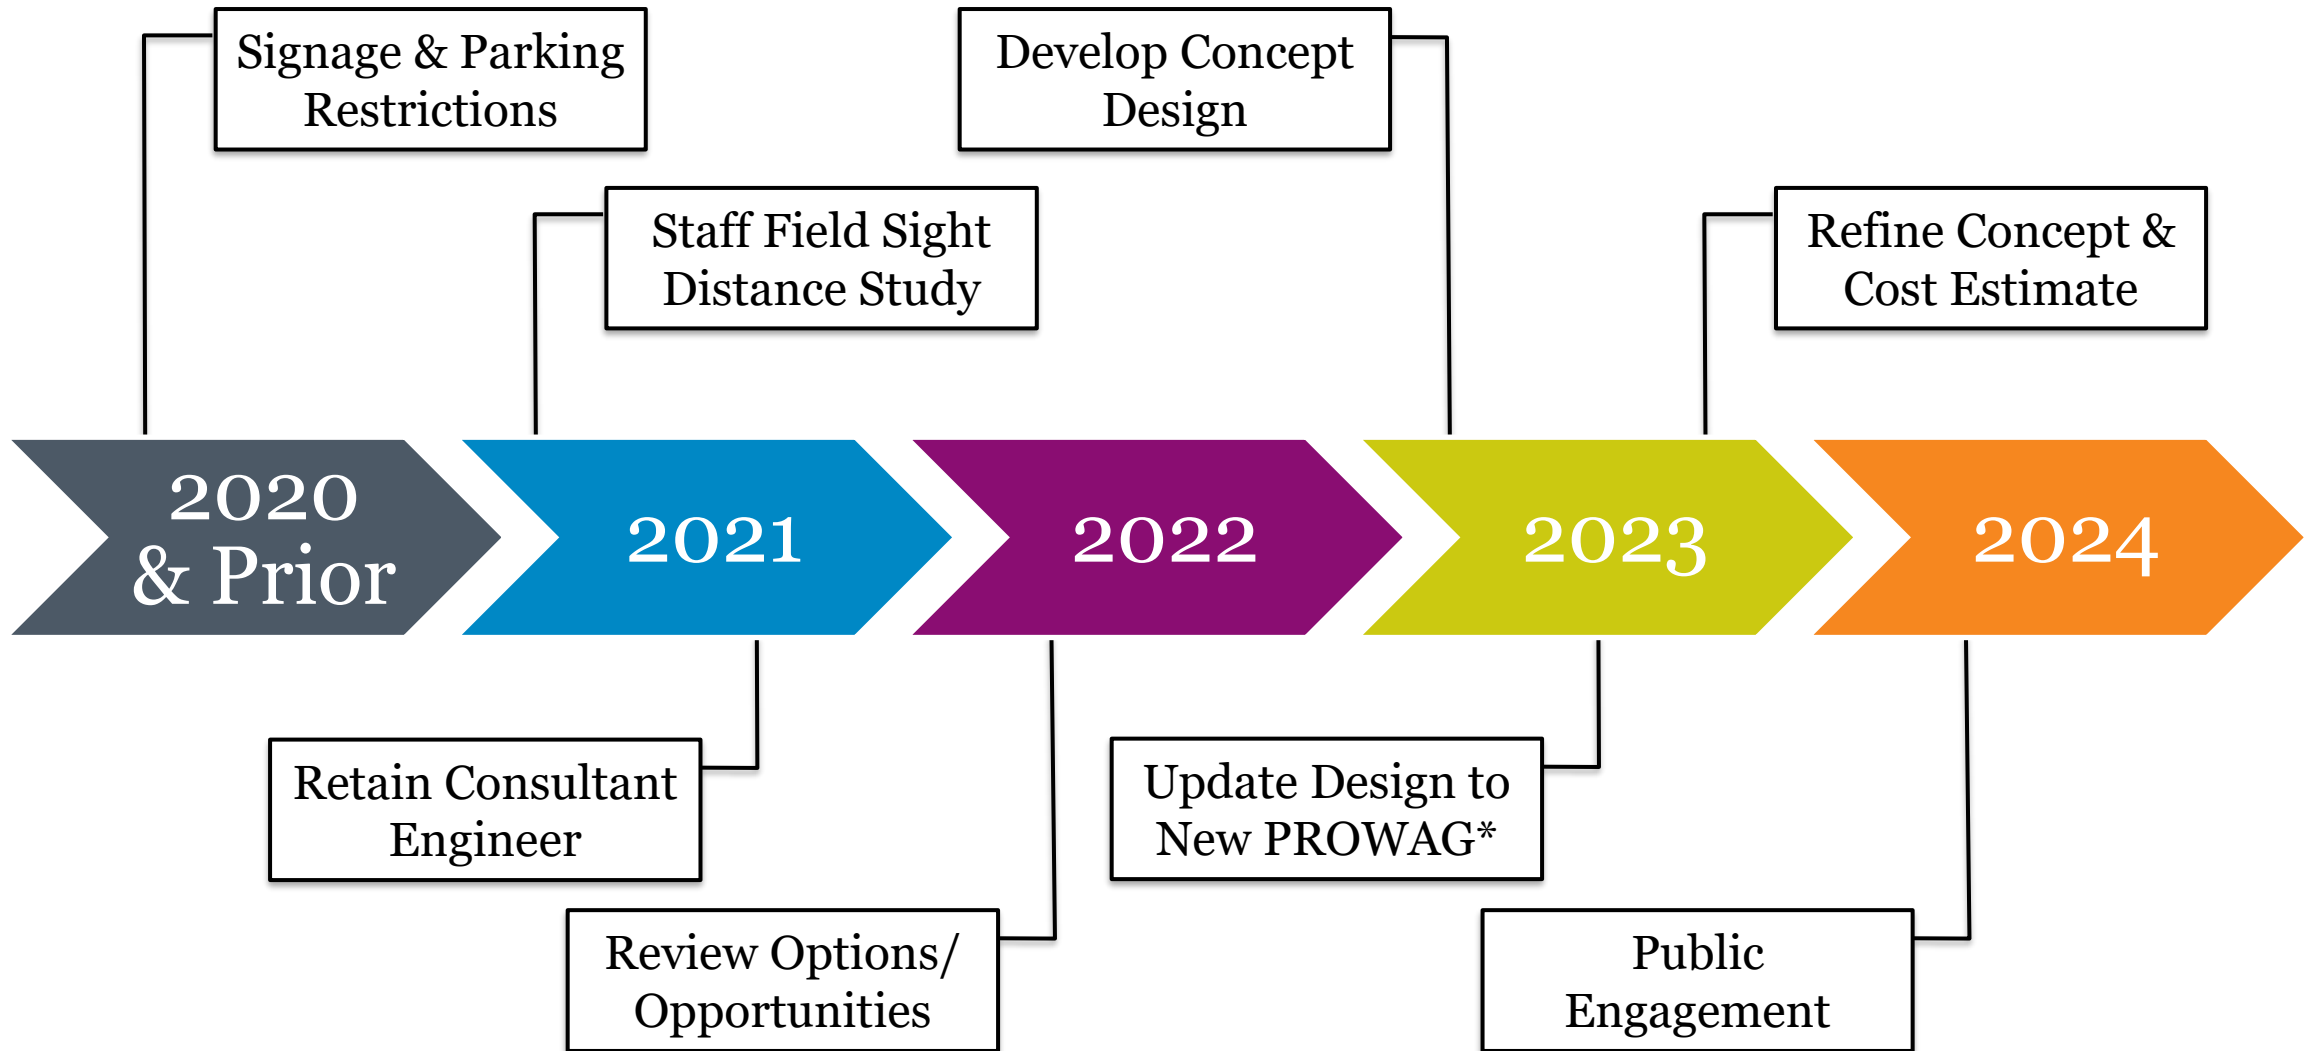 Signage & Parking
Restrictions
Develop Concept
Design
Staff Field Sight
Distance Study
Refine Concept &
Cost Estimate
2020
& Prior
2021
2022
2023
2024
Retain Consultant
Engineer
Update Design to
New PROWAG*
Review Options/
Opportunities
Public
Engagement